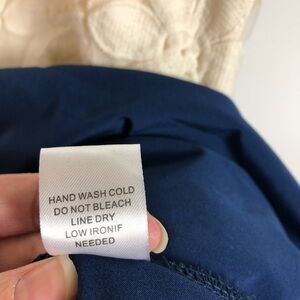 HAND WASH COLD
DO NOT BLEACH
LINE DRY
LOW IRONIF
NEEDED